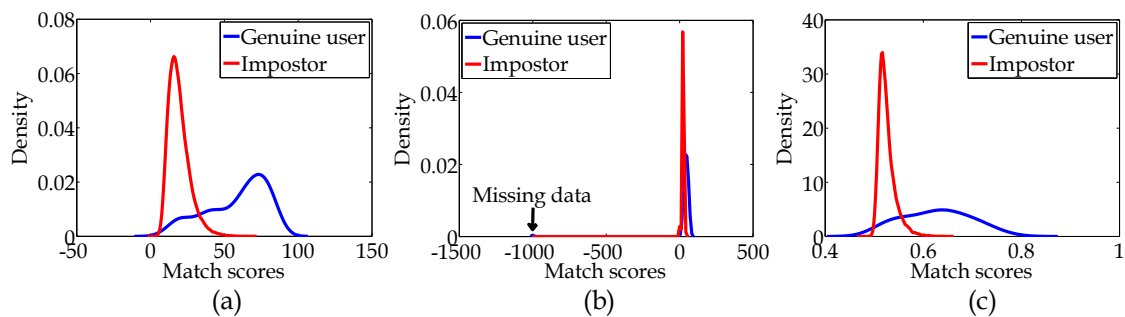 0.08
0.06
0.04
0.02
0
Density
-50
0
50
100
150
Match scores
Genuine user
Impostor
(a)
0.06
0.04
0.02
0
Density
-1500
-1000
-500
0
500
Match scores
Genuine user
Impostor
Missing data
(b)
40
30
20
10
0
Density
0.4
0.6
0.8
1
Match scores
Genuine user
Impostor
(c)